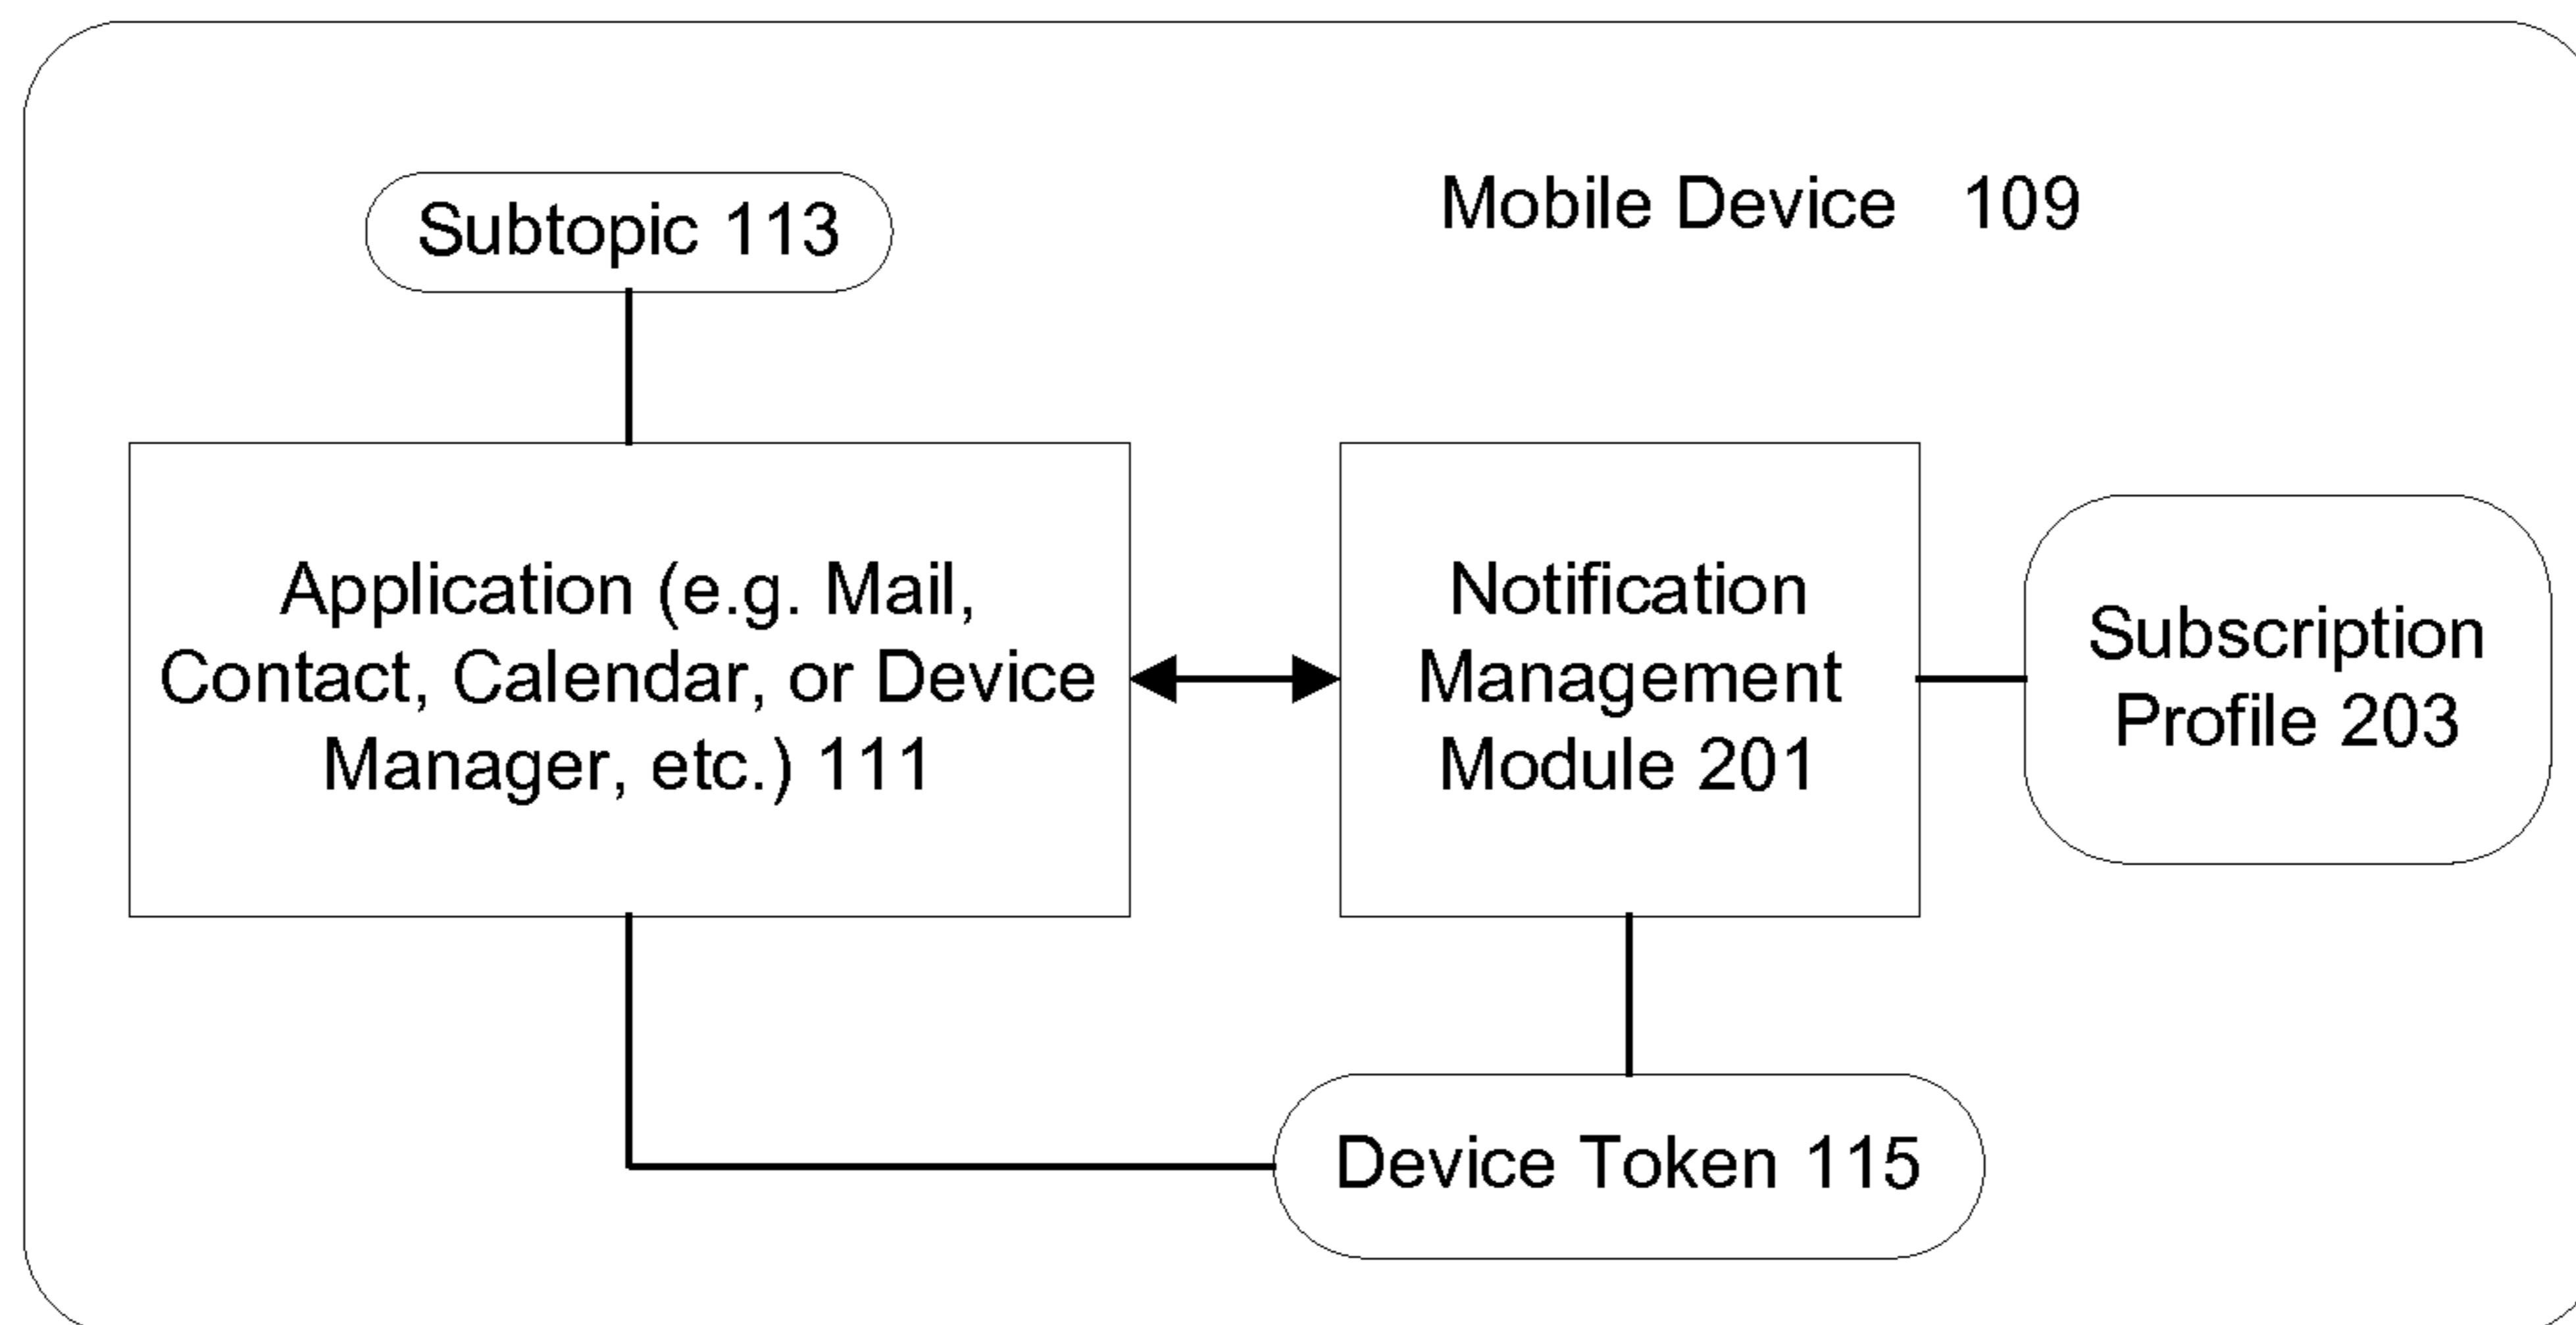 Subtopic 113
Mobile Device 109
Application (e.g. Mail,
Contact, Calendar, or Device
Manager, etc.) 111
Notification
Management
Module 201
Subscription
Profile 203
Device Token 115